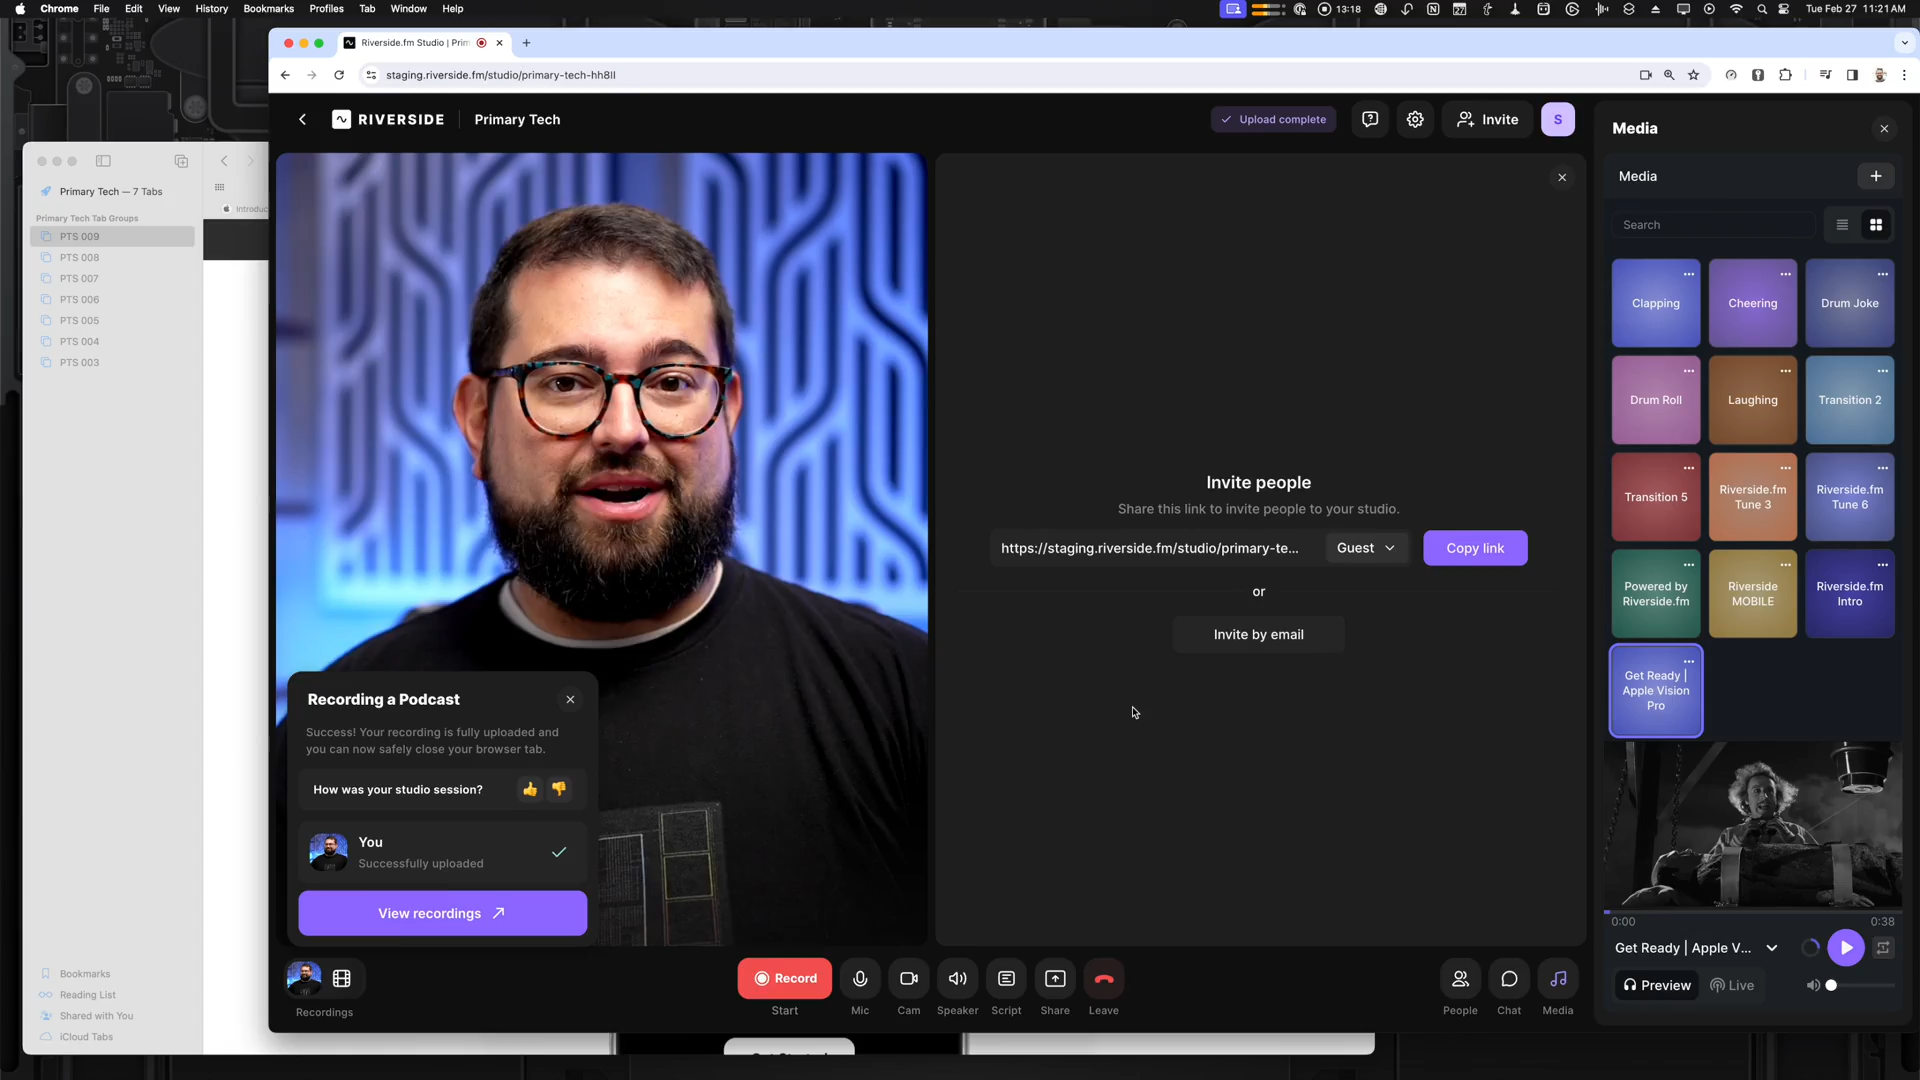 Chrome File Edit View History Bookmarks Profiles Tab Window Help
13:18
27
Tue Feb 27 11:21 AM
Riverside.fm Studio | Prim
staging.riverside.fm/studio/primary-tech-hh8ll
RIVERSIDE
Primary Tech
Upload complete
Invite
S
Primary Tech — 7 Tabs
Primary Tech Tab Groups
PTS 009
PTS 008
PTS 007
PTS 006
PTS 005
PTS 004
PTS 003
Bookmarks
Reading List
Shared with You
iCloud Tabs
Introduc
Recording a Podcast
Success! Your recording is fully uploaded and
you can now safely close your browser tab.
How was your studio session?
You
Successfully uploaded
View recordings
Invite people
Share this link to invite people to your studio.
https://staging.riverside.fm/studio/primary-te...
Guest
Copy link
or
Invite by email
Recordings
Record
Start
Mic
Cam
Speaker
Script
Share
Leave
People
Chat
Media
Media
Media
Search
Clapping
Cheering
Drum Joke
Drum Roll
Laughing
Transition 2
Transition 5
Riverside.fm
Tune 3
Riverside.fm
Tune 6
Powered by
Riverside.fm
Riverside
MOBILE
Riverside.fm
Intro
Get Ready |
Apple Vision
Pro
0:00
0:38
Get Ready | Apple V...
Preview
Live